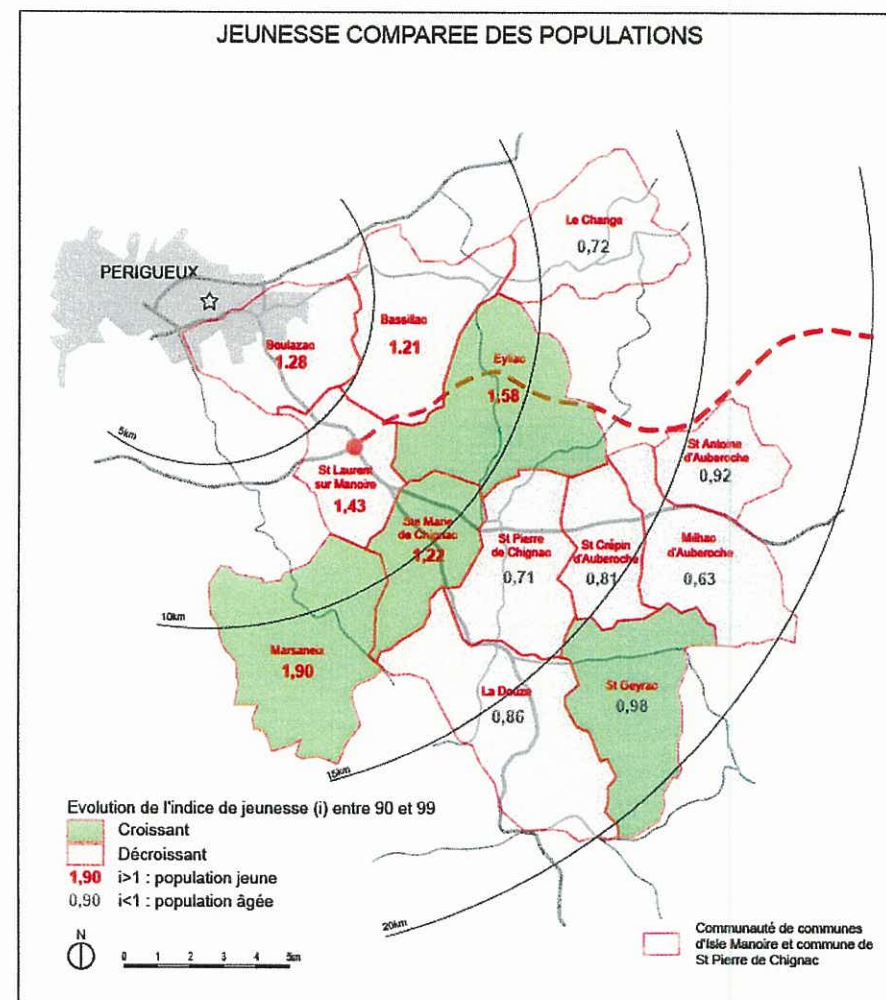 JEUNESSE COMPAREE DES POPULATIONS
Le Change
0,72
PERIGUEUX
Boulazac
1.28
Bassillac
1.21
Eyliac
1,58
5km
St Laurent
sur Manoire
1,43
Ste Marie
de Chignac
1,22
St Pierre
de Chignac
0,71
St Crépin
d'Auberoche
0,81
St Antoine
d'Auberoche
0,92
Milhac
d'Auberoche
0,63
10km
Marsaneix
1,90
La Douze
0,86
St Geyrac
0,98
15km
20km
Evolution de l'indice de jeunesse (i) entre 90 et 99
Croissant
Décroissant
1,90 i>1 : population jeune
0,90 i<1 : population âgée
N
0 1 2 3 4 5km
Communauté de communes
d'Isle Manoire et commune de
St Pierre de Chignac